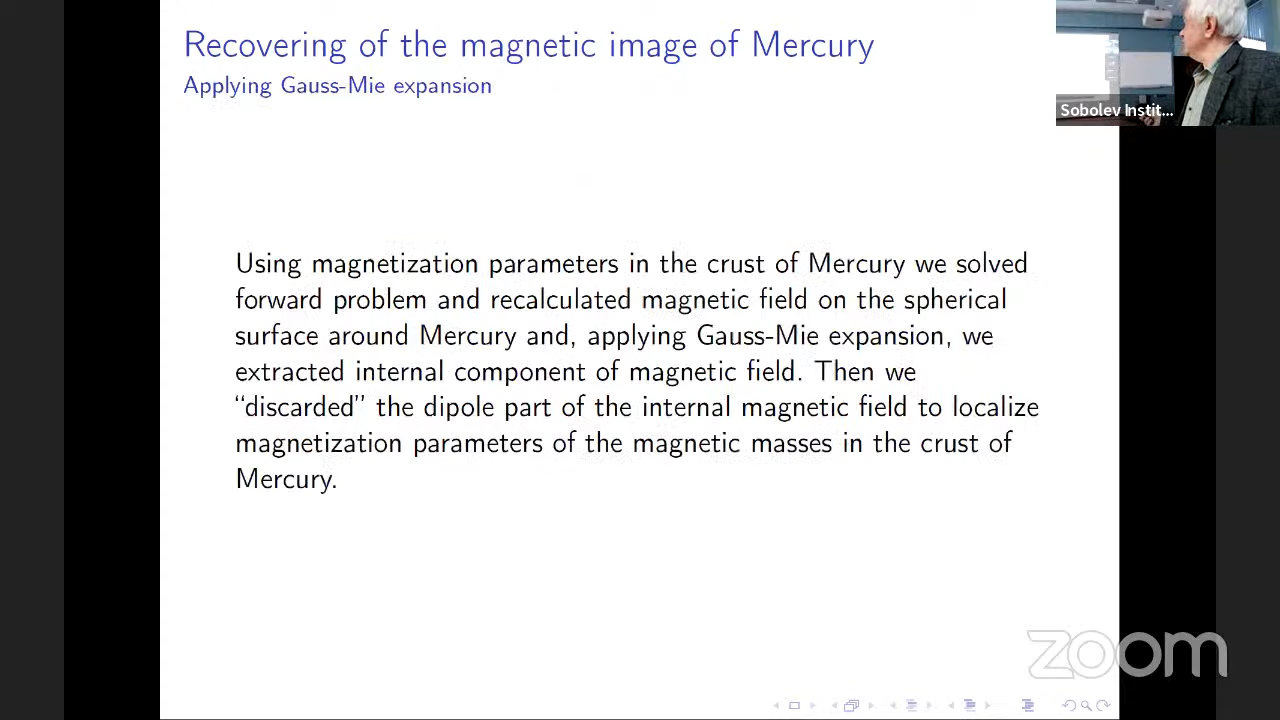 Recovering of the magnetic image of Mercury
Applying Gauss-Mie expansion
Sobolev Instit...
Using magnetization parameters in the crust of Mercury we solved
forward problem and recalculated magnetic field on the spherical
surface around Mercury and, applying Gauss-Mie expansion, we
extracted internal component of magnetic field. Then we
“discarded” the dipole part of the internal magnetic field to localize
magnetization parameters of the magnetic masses in the crust of
Mercury.
zoom